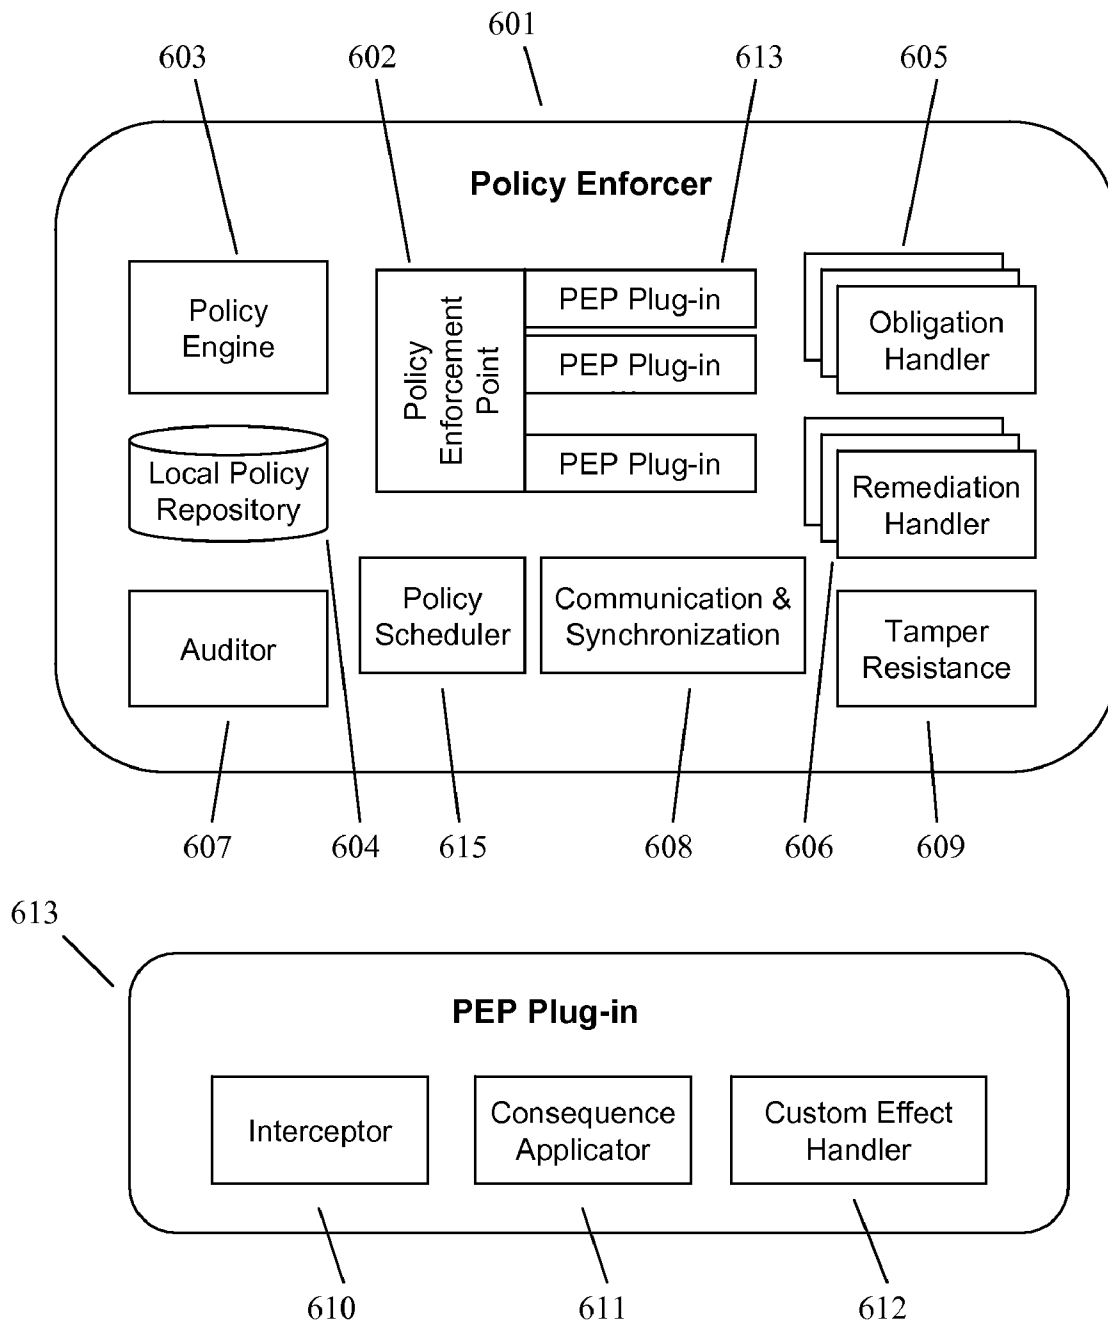 601
603
602
613
605
Policy Enforcer
Policy
Engine
Policy
Enforcement
Point
PEP Plug-in
PEP Plug-in
...
PEP Plug-in
Obligation
Handler
Local Policy
Repository
Remediation
Handler
Auditor
Policy
Scheduler
Communication &
Synchronization
Tamper
Resistance
607
604
615
608
606
609
613
PEP Plug-in
Interceptor
Consequence
Applicator
Custom Effect
Handler
610
611
612